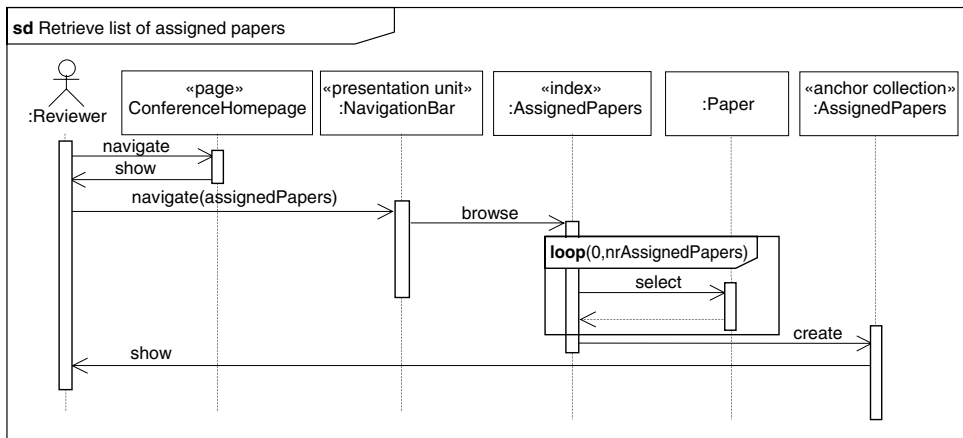 sd Retrieve list of assigned papers
:Reviewer
«page»
ConferenceHomepage
«presentation unit»
:NavigationBar
«index»
:AssignedPapers
:Paper
«anchor collection»
:AssignedPapers
navigate
show
navigate(assignedPapers)
browse
loop(0,nrAssignedPapers)
select
create
show